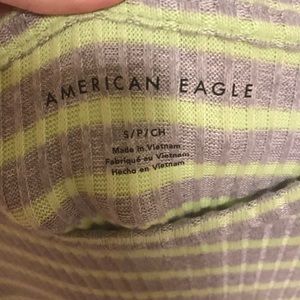 AMERICAN EAGLE
S/P/CH
Made in Vietnam
Fabriqué au Vietnam
Hecho en Vietnam